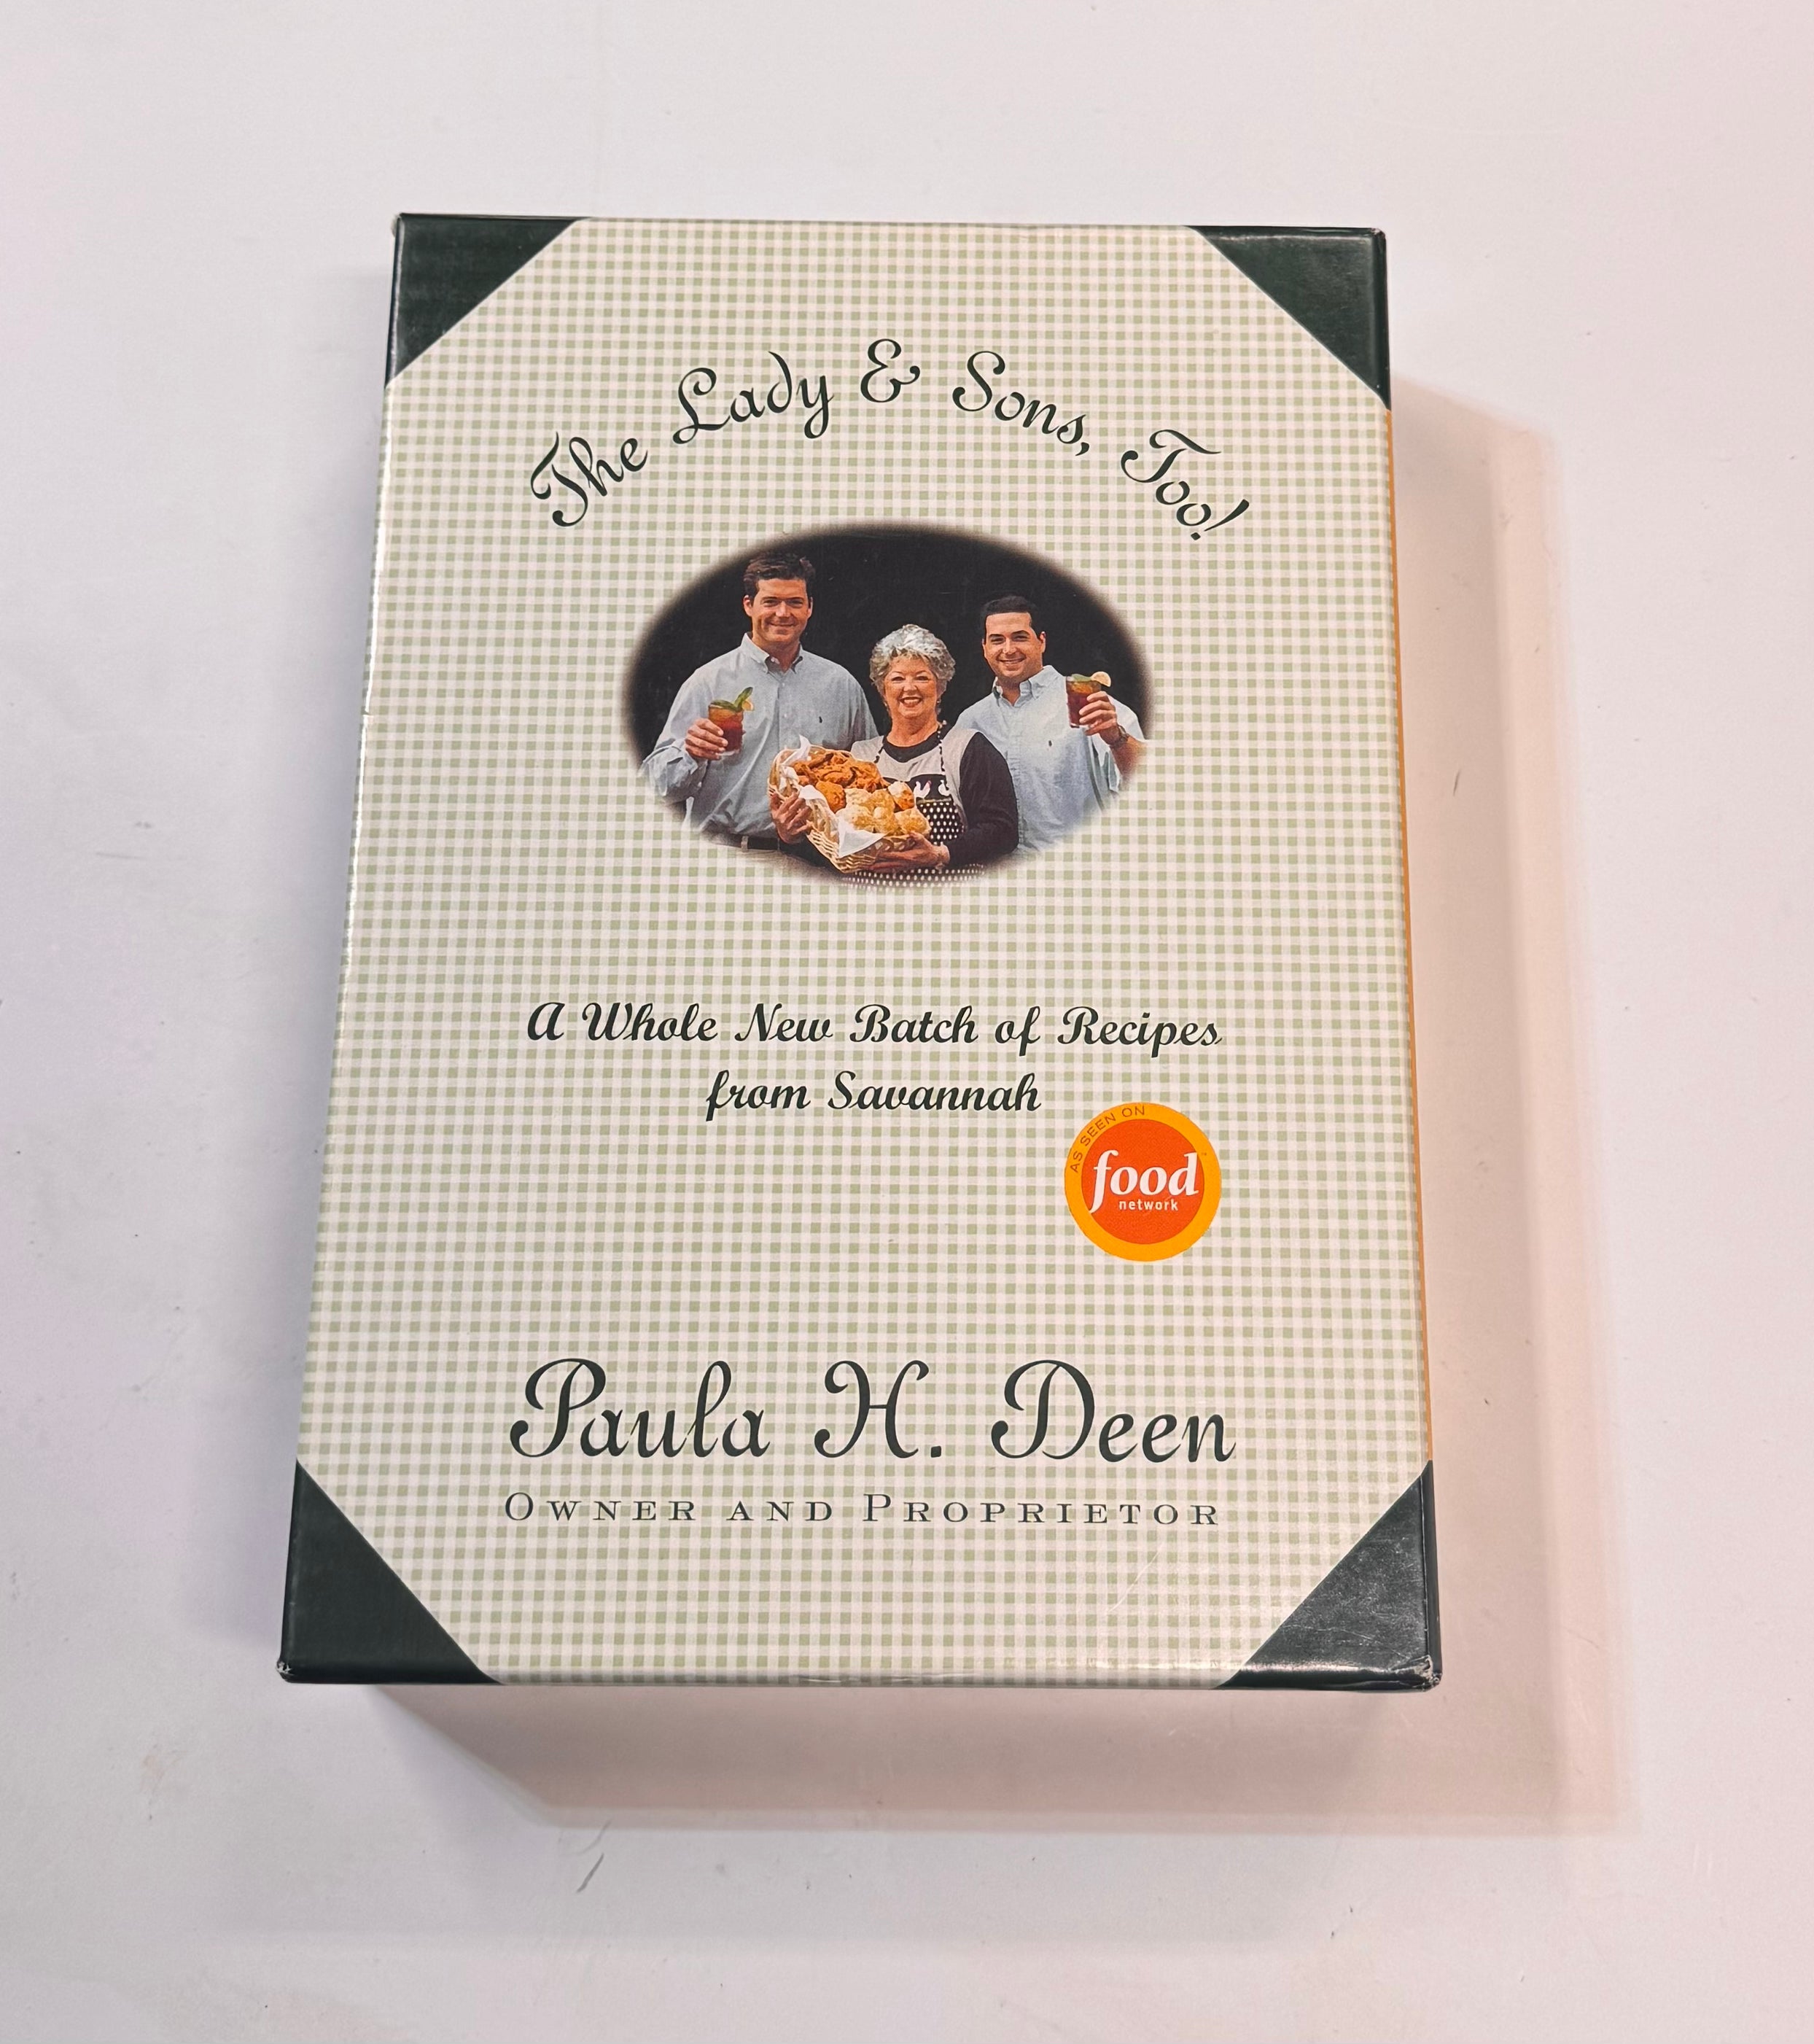 The Lady & Sons, Too!
A Whole New Batch of Recipes
from Savannah
AS SEEN ON
food
network
Paula H. Deen
OWNER AND PROPRIETOR